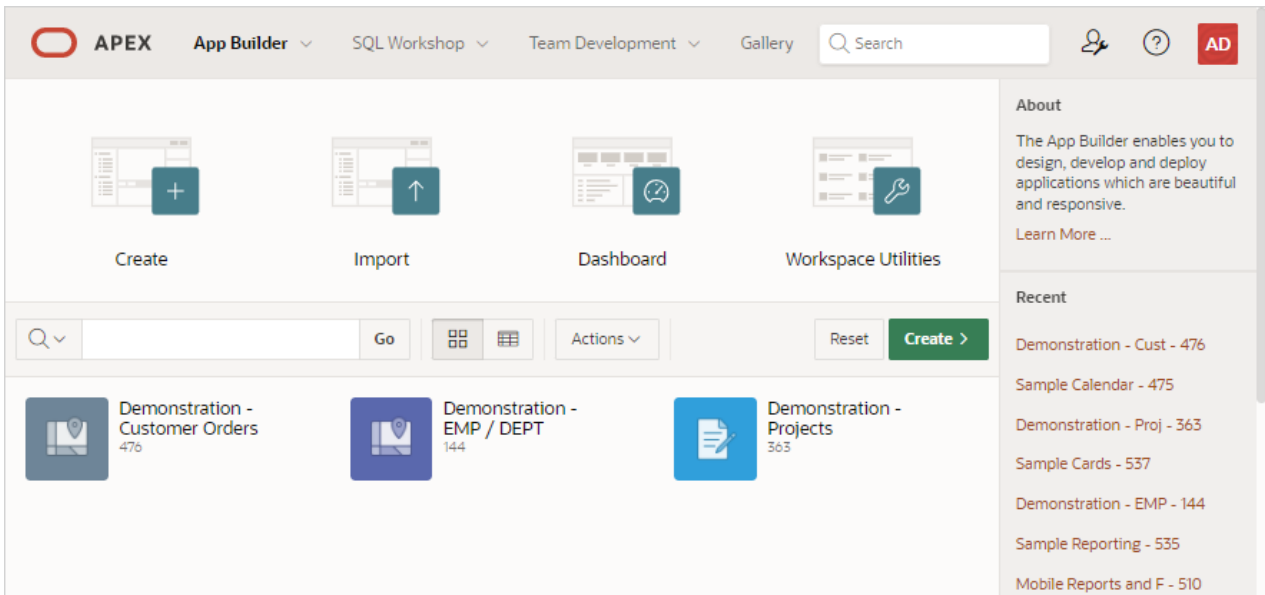 APEX App Builder SQL Workshop Team Development Gallery Search AD
Create Import Dashboard Workspace Utilities
Go Actions Reset Create
Demonstration -
Customer Orders
476
Demonstration -
EMP / DEPT
144
Demonstration -
Projects
363
About
The App Builder enables you to
design, develop and deploy
applications which are beautiful
and responsive.
Learn More ...
Recent
Demonstration - Cust - 476
Sample Calendar - 475
Demonstration - Proj - 363
Sample Cards - 537
Demonstration - EMP - 144
Sample Reporting - 535
Mobile Reports and F - 510